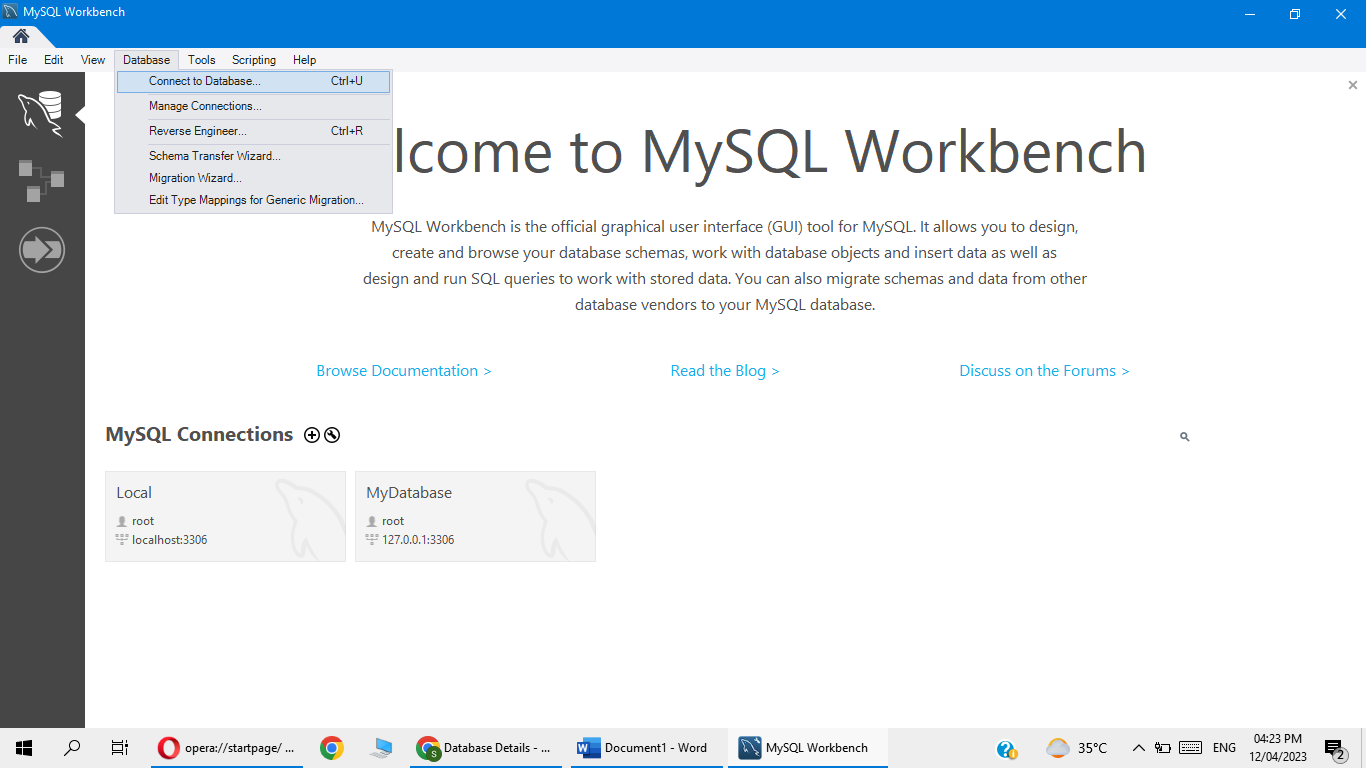 MySQL Workbench
File Edit View Database Tools Scripting Help
Connect to Database... Ctrl+U
Manage Connections...
Reverse Engineer... Ctrl+R
Schema Transfer Wizard...
Migration Wizard...
Edit Type Mappings for Generic Migration...
lcome to MySQL Workbench
MySQL Workbench is the official graphical user interface (GUI) tool for MySQL. It allows you to design,
create and browse your database schemas, work with database objects and insert data as well as
design and run SQL queries to work with stored data. You can also migrate schemas and data from other
database vendors to your MySQL database.
Browse Documentation > Read the Blog > Discuss on the Forums >
MySQL Connections
Local
root
localhost:3306
MyDatabase
root
127.0.0.1:3306
opera://startpage/ ... Database Details - ... Document1 - Word MySQL Workbench 35°C ENG
04:23 PM
12/04/2023
2